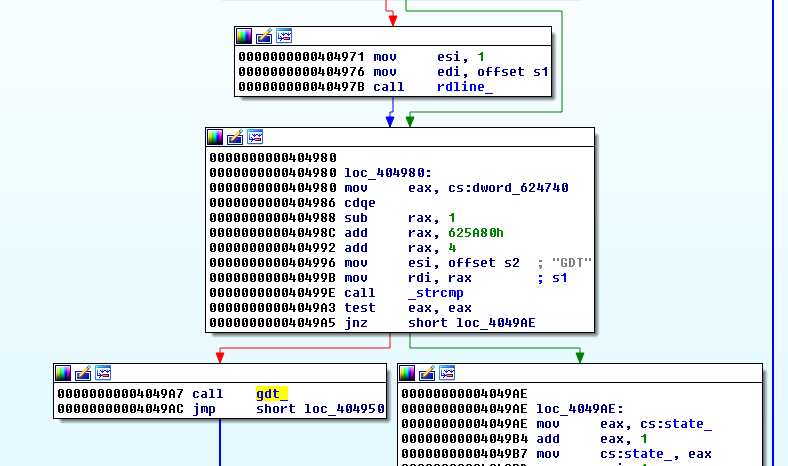 0000000000404971 mov esi, 1
0000000000404976 mov edi, offset s1
000000000040497B call rdline_
0000000000404980
0000000000404980 loc_404980:
0000000000404980 mov eax, cs:dword_624740
0000000000404986 cdqe
0000000000404988 sub rax, 1
000000000040498C add rax, 625A80h
0000000000404992 add rax, 4
0000000000404996 mov esi, offset s2 ; "GDT"
000000000040499B mov rdi, rax ; s1
000000000040499E call _strcmp
00000000004049A3 test eax, eax
00000000004049A5 jnz short loc_4049AE
00000000004049A7 call gdt_
00000000004049AC jmp short loc_404950
00000000004049AE
00000000004049AE loc_4049AE:
00000000004049AE mov eax, cs:state_
00000000004049B4 add eax, 1
00000000004049B7 mov cs:state_, eax